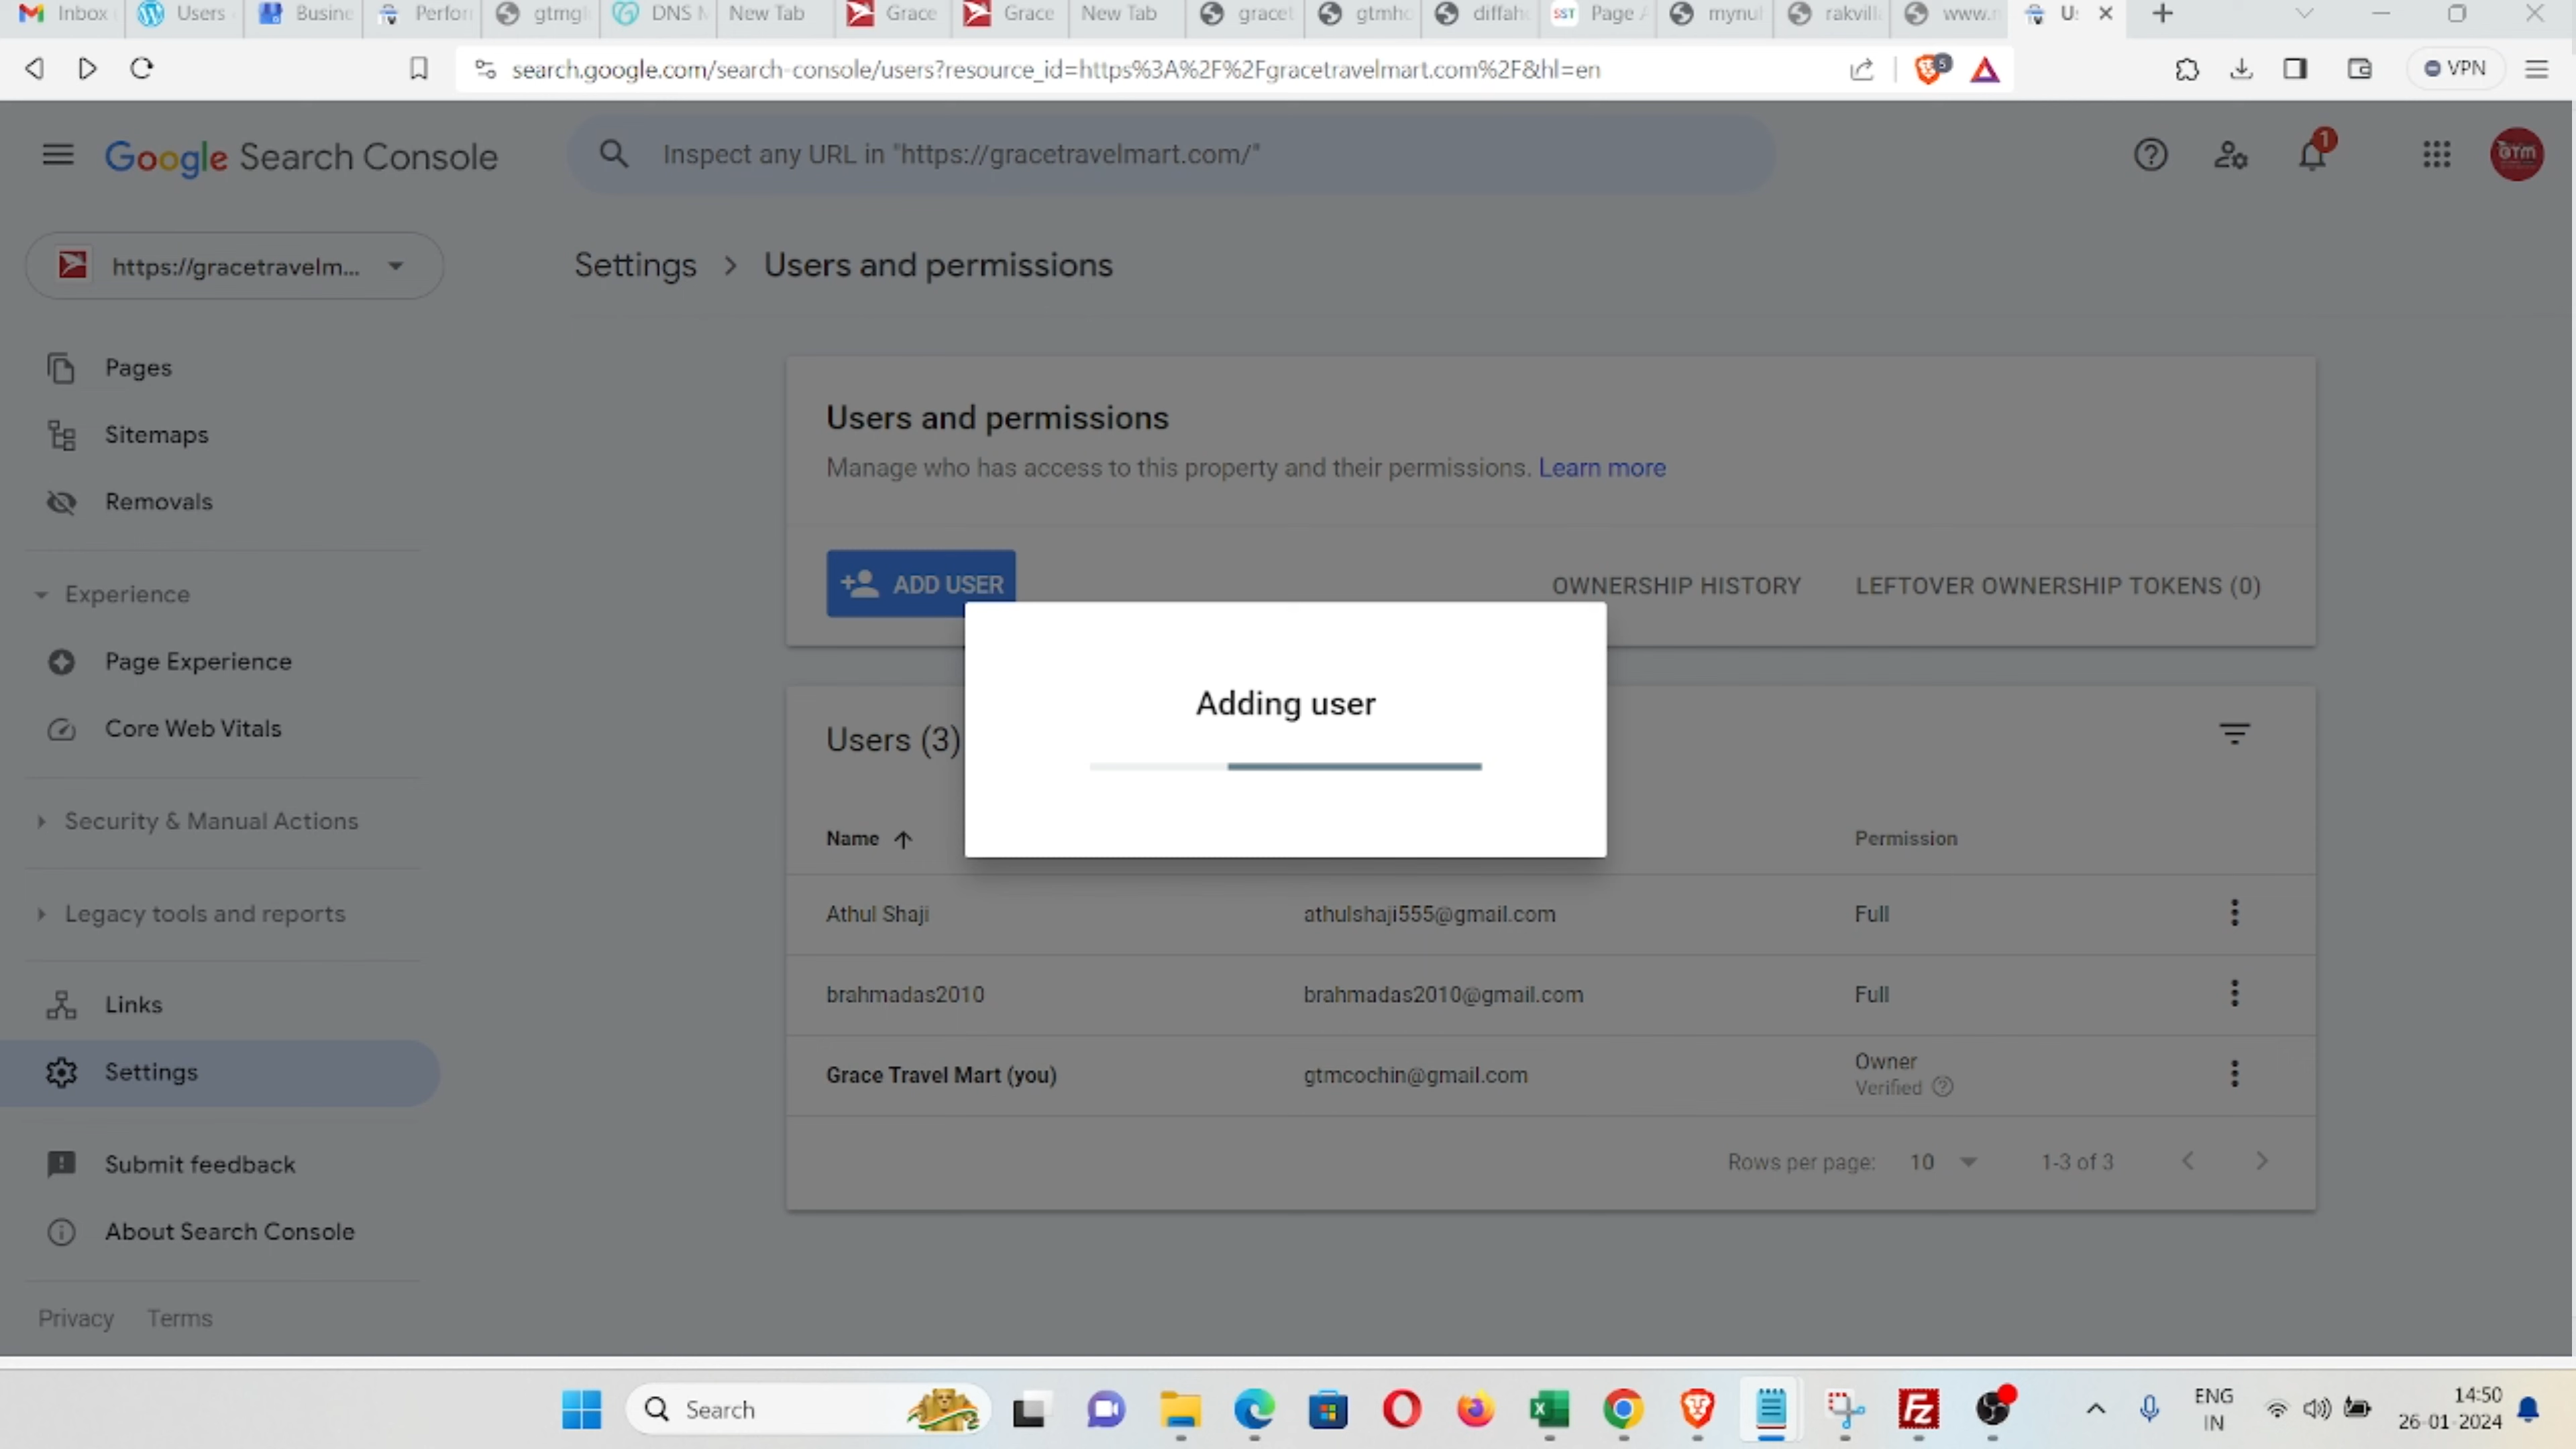 Inbox
Users
Busine
Perfor
gtmgl
DNS M
New Tab
Grace
Grace
New Tab
gracet
gtmho
diffah
SST
Page A
mynul
rakvill
www.n
search.google.com/search-console/users?resource_id=https%3A%2F%2Fgracetravelmart.com%2F&hl=en
5
VPN
Google Search Console
Inspect any URL in "https://gracetravelmart.com/"
1
GTM
https://gracetravelm...
Settings > Users and permissions
Pages
Sitemaps
Removals
Experience
Page Experience
Core Web Vitals
Security & Manual Actions
Legacy tools and reports
Links
Settings
Submit feedback
About Search Console
Privacy Terms
Users and permissions
Manage who has access to this property and their permissions. Learn more
ADD USER
OWNERSHIP HISTORY
LEFTOVER OWNERSHIP TOKENS (0)
Adding user
Users (3)
Name
Permission
Athul Shaji athulshaji555@gmail.com Full
brahmadas2010 brahmadas2010@gmail.com Full
Grace Travel Mart (you) gtmcochin@gmail.com Owner
Verified
Rows per page: 10 1-3 of 3
Search
ENG
IN
14:50
26-01-2024